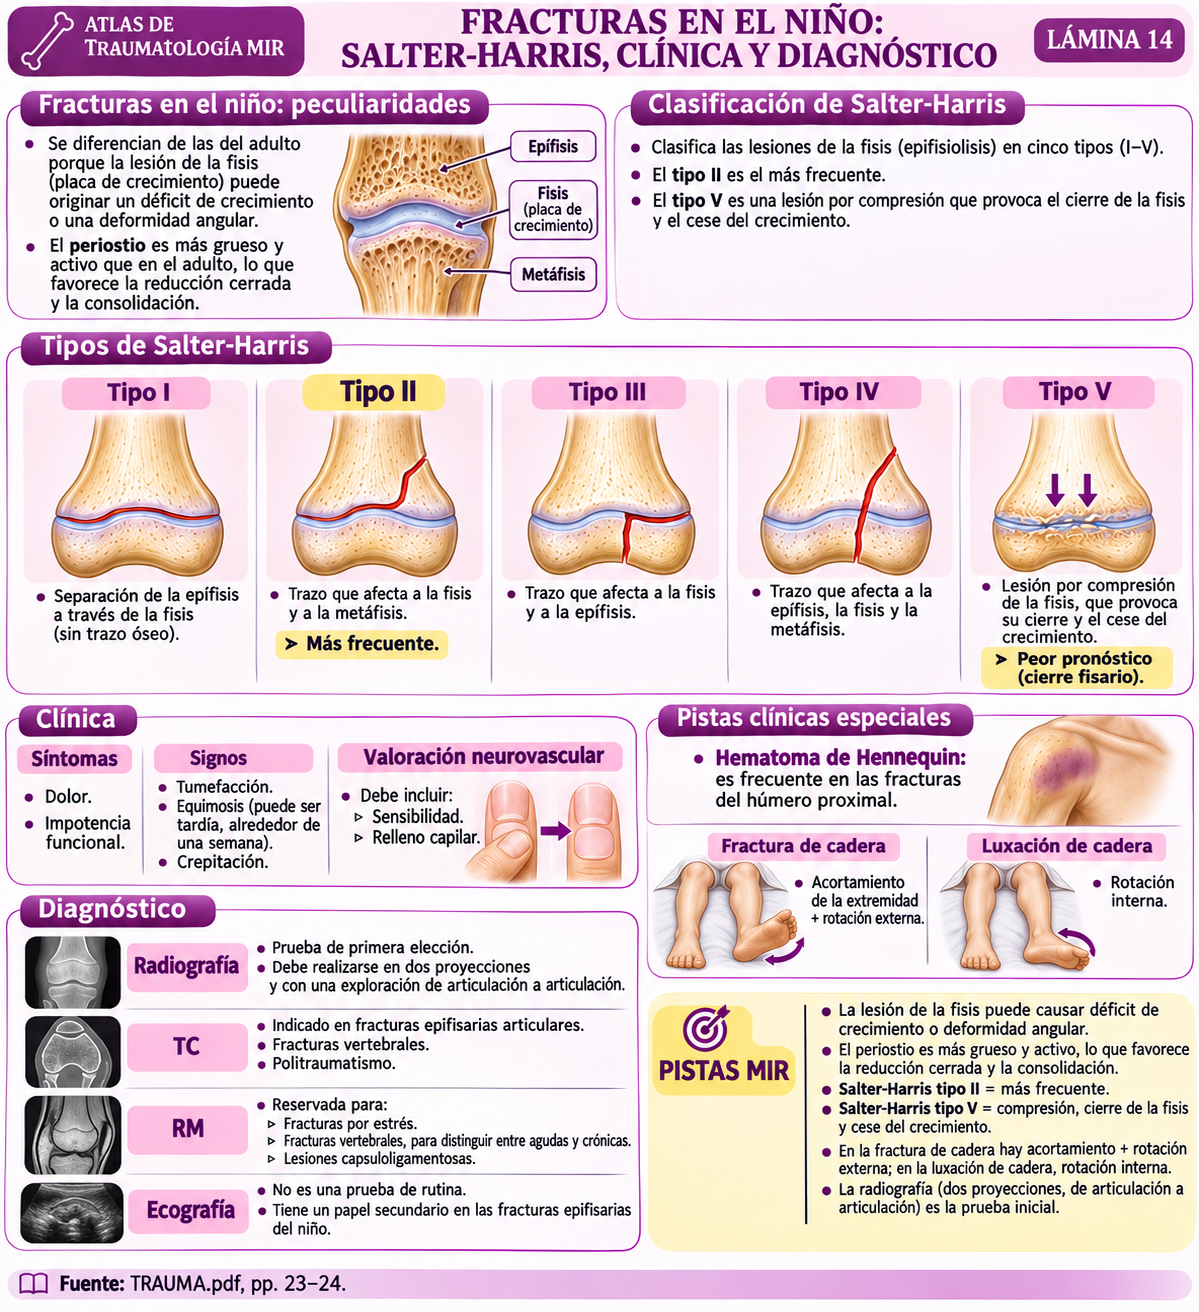 ATLAS DE
TRAUMATOLOGÍA MIR
FRACTURAS EN EL NIÑO:
SALTER-HARRIS, CLÍNICA Y DIAGNÓSTICO
LÁMINA 14
Fracturas en el niño: peculiaridades
• Se diferencian de las del adulto
porque la lesión de la fisis
(placa de crecimiento) puede
originar un déficit de crecimiento
o una deformidad angular.
• El periostio es más grueso y
activo que en el adulto, lo que
favorece la reducción cerrada
y la consolidación.
Epífisis
Fisis
(placa de
crecimiento)
Metáfisis
Clasificación de Salter-Harris
• Clasifica las lesiones de la fisis (epifisiolisis) en cinco tipos (I–V).
• El tipo II es el más frecuente.
• El tipo V es una lesión por compresión que provoca el cierre de la fisis
y el cese del crecimiento.
Tipos de Salter-Harris
Tipo I
• Separación de la epífisis
a través de la fisis
(sin trazo óseo).
Tipo II
• Trazo que afecta a la fisis
y a la metáfisis.
➤ Más frecuente.
Tipo III
• Trazo que afecta a la fisis
y a la epífisis.
Tipo IV
• Trazo que afecta a la
epífisis, la fisis y la
metáfisis.
Tipo V
• Lesión por compresión
de la fisis, que provoca
su cierre y el cese del
crecimiento.
➤ Peor pronóstico
(cierre fisario).
Clínica
Síntomas
• Dolor.
• Impotencia
funcional.
Signos
• Tumefacción.
• Equimosis (puede ser
tardía, alrededor de
una semana).
• Crepitación.
Valoración neurovascular
• Debe incluir:
▹ Sensibilidad.
▹ Relleno capilar.
Pistas clínicas especiales
• Hematoma de Hennequin:
es frecuente en las fracturas
del húmero proximal.
Fractura de cadera
• Acortamiento
de la extremidad
+ rotación externa.
Luxación de cadera
• Rotación
interna.
Diagnóstico
Radiografía
• Prueba de primera elección.
• Debe realizarse en dos proyecciones
y con una exploración de articulación a articulación.
TC
• Indicado en fracturas epifisarias articulares.
• Fracturas vertebrales.
• Politraumatismo.
RM
• Reservada para:
▹ Fracturas por estrés.
▹ Fracturas vertebrales, para distinguir entre agudas y crónicas.
▹ Lesiones capsuloligamentosas.
Ecografía
• No es una prueba de rutina.
• Tiene un papel secundario en las fracturas epifisarias
del niño.
PISTAS MIR
• La lesión de la fisis puede causar déficit de
crecimiento o deformidad angular.
• El periostio es más grueso y activo, lo que favorece
la reducción cerrada y la consolidación.
• Salter-Harris tipo II = más frecuente.
• Salter-Harris tipo V = compresión, cierre de la fisis
y cese del crecimiento.
• En la fractura de cadera hay acortamiento + rotación
externa; en la luxación de cadera, rotación interna.
• La radiografía (dos proyecciones, de articulación a
articulación) es la prueba inicial.
Fuente: TRAUMA.pdf, pp. 23–24.